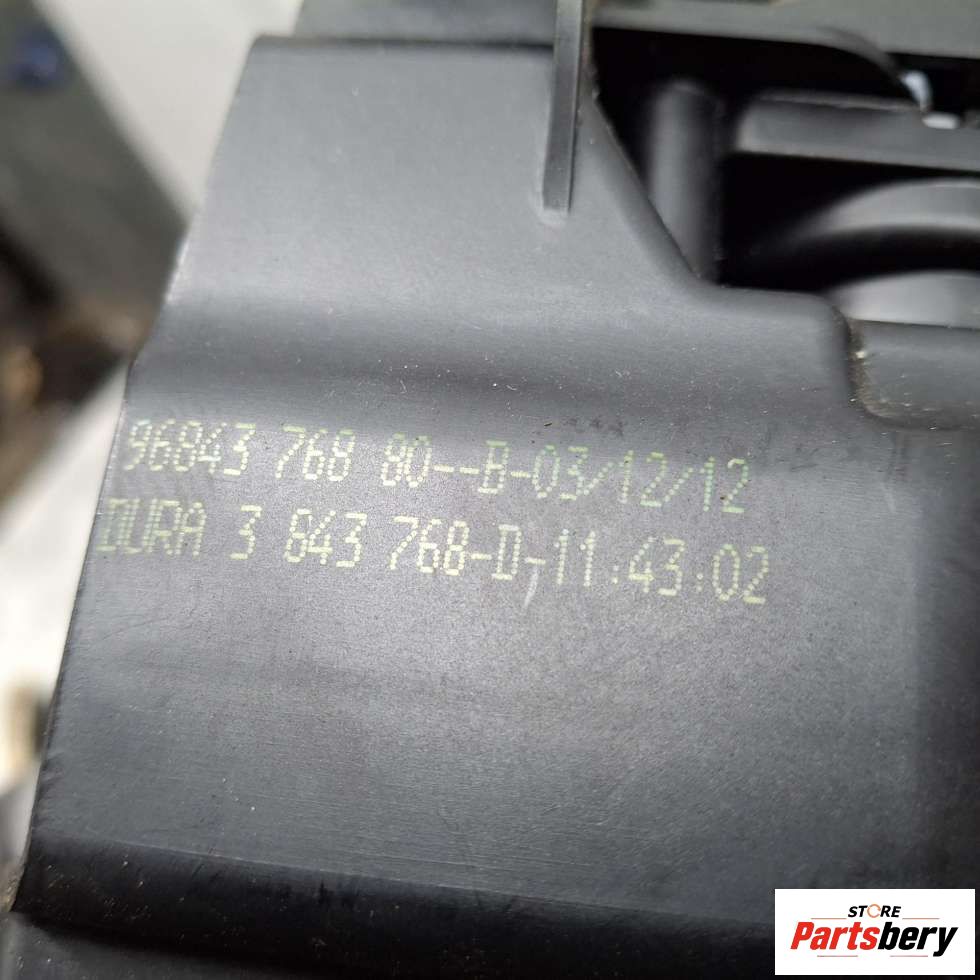 96843 768 80--B-03/12/12
DURA 3 843 768-D-11:43:02
STORE
Partsbery